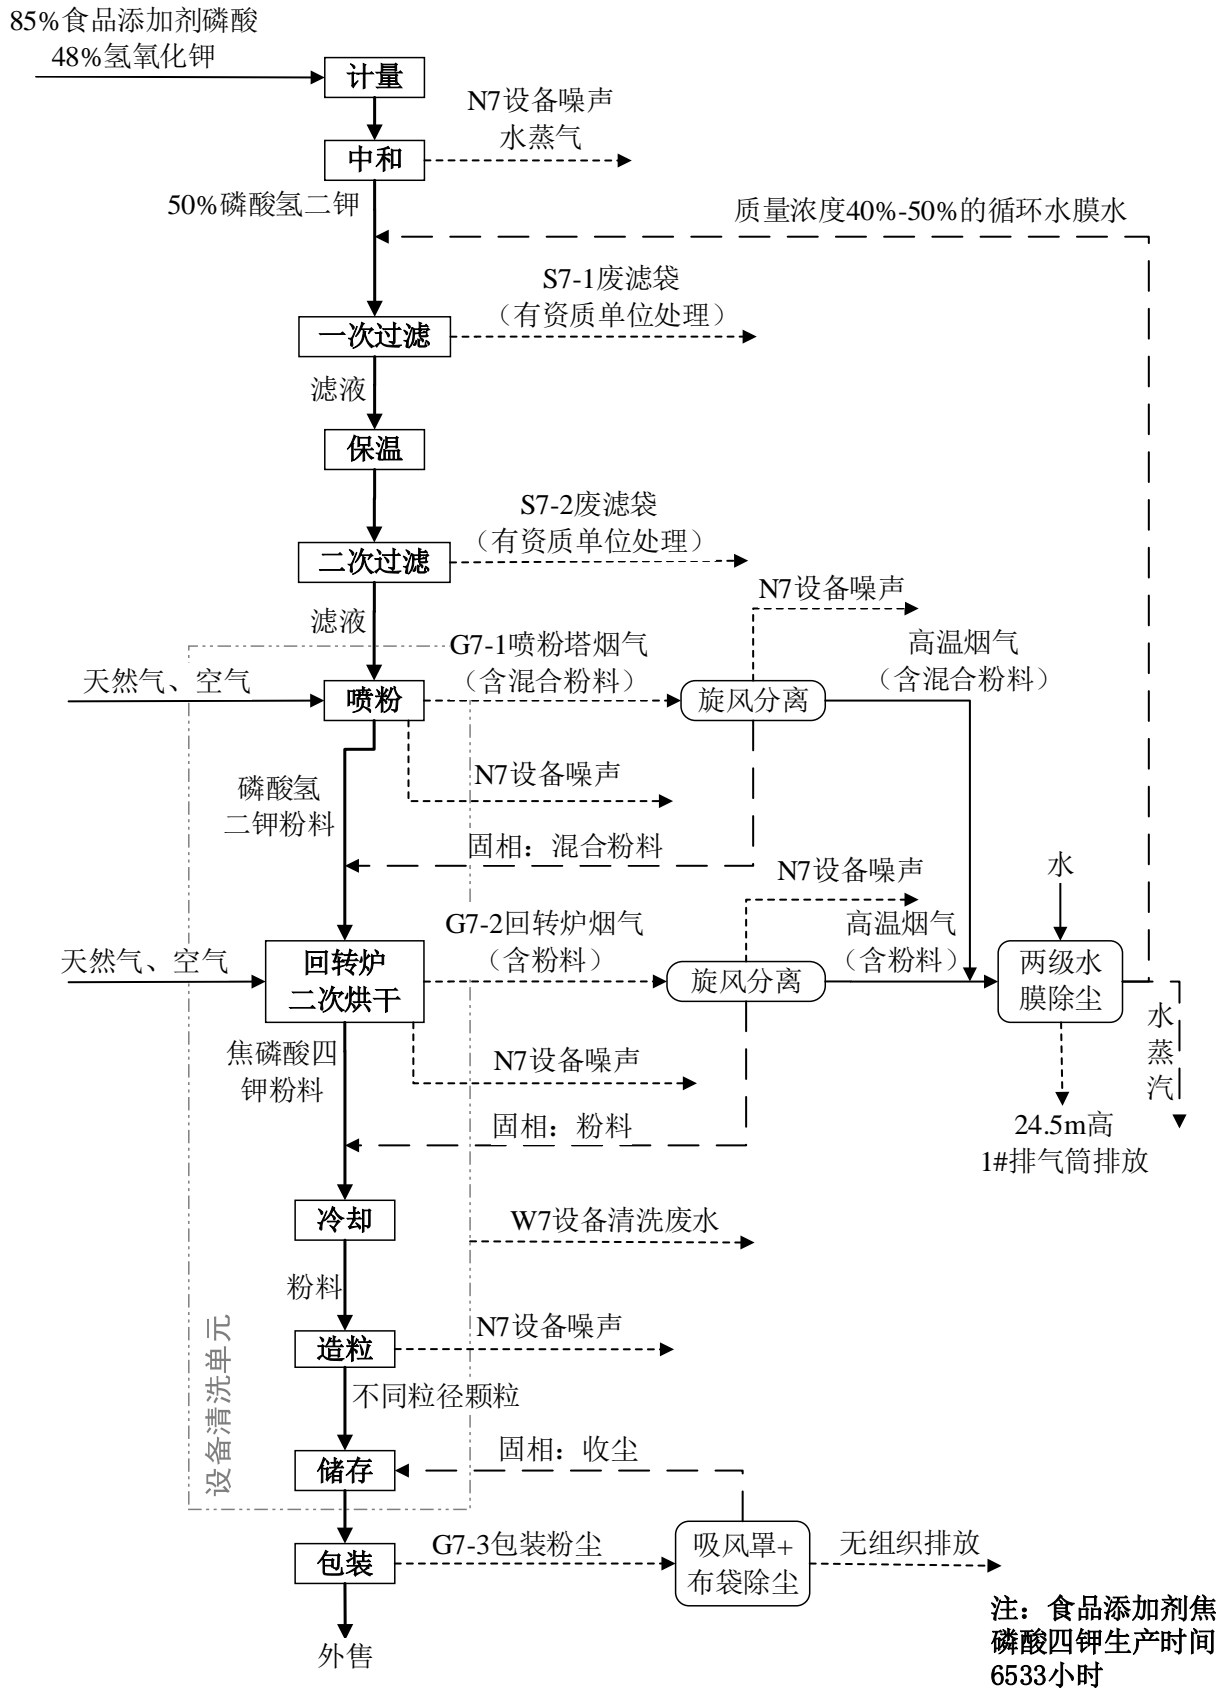 85%食品添加剂磷酸
48%氢氧化钾
计量
N7设备噪声
水蒸气
中和
50%磷酸氢二钾
质量浓度40%-50%的循环水膜水
S7-1废滤袋
（有资质单位处理）
一次过滤
滤液
保温
S7-2废滤袋
（有资质单位处理）
二次过滤
滤液
N7设备噪声
G7-1喷粉塔烟气
（含混合粉料）
高温烟气
（含混合粉料）
天然气、空气
喷粉
旋风分离
N7设备噪声
磷酸氢
二钾粉料
固相：混合粉料
N7设备噪声
水
G7-2回转炉烟气
（含粉料）
高温烟气
（含粉料）
天然气、空气
回转炉
二次烘干
旋风分离
两级水
膜除尘
水蒸汽
焦磷酸四
钾粉料
N7设备噪声
固相：粉料
24.5m高
1#排气筒排放
冷却
W7设备清洗废水
粉料
N7设备噪声
造粒
设备清洗单元
不同粒径颗粒
固相：收尘
储存
G7-3包装粉尘
包装
吸风罩+
布袋除尘
无组织排放
外售
注：食品添加剂焦
磷酸四钾生产时间
6533小时